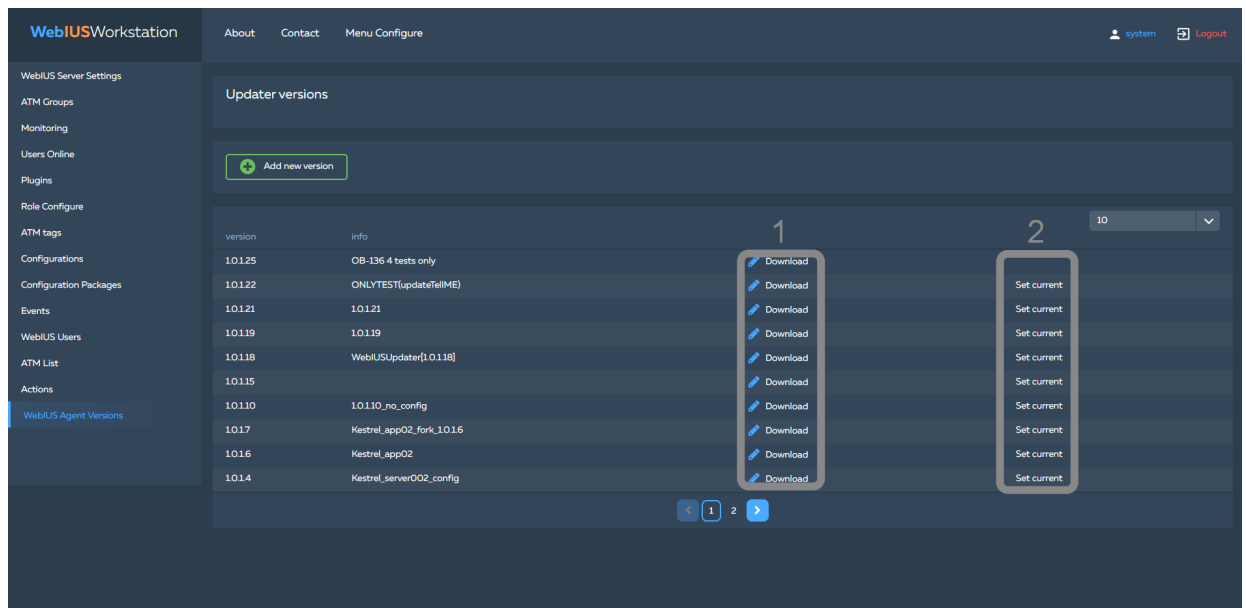 WebIUSWorkstation
About Contact Menu Configure
system Logout
WebIUS Server Settings
ATM Groups
Monitoring
Users Online
Plugins
Role Configure
ATM tags
Configurations
Configuration Packages
Events
WebIUS Users
ATM List
Actions
WebIUS Agent Versions
Updater versions
Add new version
1 2 10
version info
1.0.1.25 OB-136 4 tests only Download
1.0.1.22 ONLYTEST(updateTellME) Download Set current
1.0.1.21 1.0.1.21 Download Set current
1.0.1.19 1.0.1.19 Download Set current
1.0.1.18 WebIUSUpdater[1.0.1.18] Download Set current
1.0.1.15 Download Set current
1.0.1.10 1.0.1.10_no_config Download Set current
1.0.1.7 Kestrel_app02_fork_1.0.1.6 Download Set current
1.0.1.6 Kestrel_app02 Download Set current
1.0.1.4 Kestrel_server002_config Download Set current
< 1 2 >